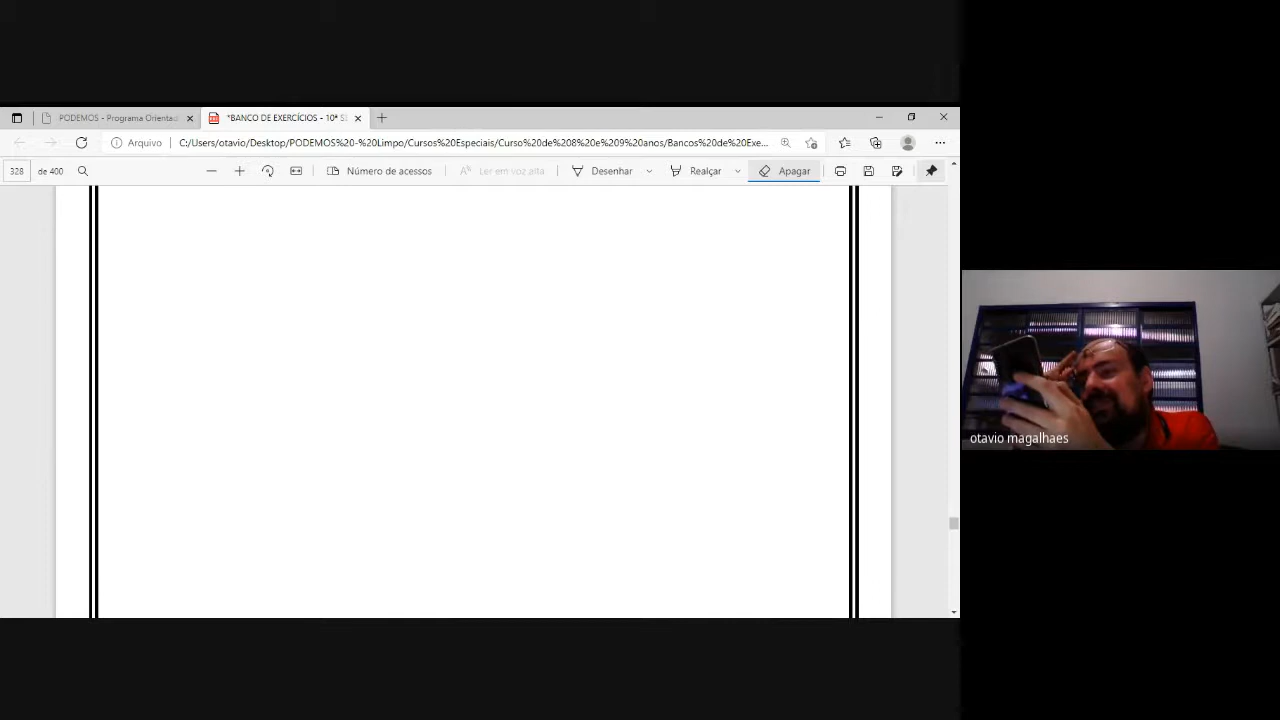 PODEMOS - Programa Orientad
*BANCO DE EXERCÍCIOS - 10ª S
Arquivo
C:/Users/otavio/Desktop/PODEMOS%20-%20Limpo/Cursos%20Especiais/Curso%20de%208%20e%209%20anos/Bancos%20de%20Exe...
328 de 400
Número de acessos
Ler em voz alta
Desenhar
Realçar
Apagar
otavio magalhaes